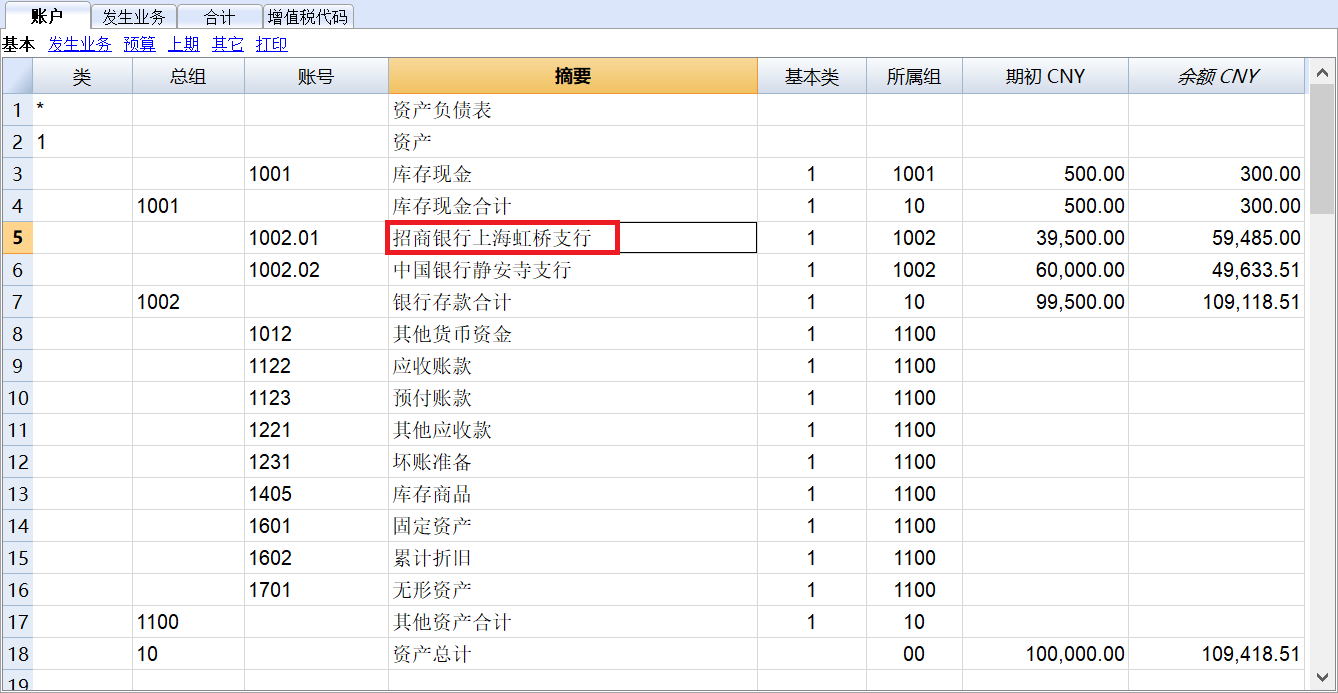 账户 发生业务 合计 增值税代码
基本 发生业务 预算 上期 其它 打印
类 总组 账号 摘要 基本类 所属组 期初 CNY 余额 CNY
1 * 资产负债表
2 1 资产
3 1001 库存现金 1 1001 500.00 300.00
4 1001 库存现金合计 1 10 500.00 300.00
5 1002.01 招商银行上海虹桥支行 1 1002 39,500.00 59,485.00
6 1002.02 中国银行静安寺支行 1 1002 60,000.00 49,633.51
7 1002 银行存款合计 1 10 99,500.00 109,118.51
8 1012 其他货币资金 1 1100
9 1122 应收账款 1 1100
10 1123 预付账款 1 1100
11 1221 其他应收款 1 1100
12 1231 坏账准备 1 1100
13 1405 库存商品 1 1100
14 1601 固定资产 1 1100
15 1602 累计折旧 1 1100
16 1701 无形资产 1 1100
17 1100 其他资产合计 1 10
18 10 资产总计 00 100,000.00 109,418.51
19